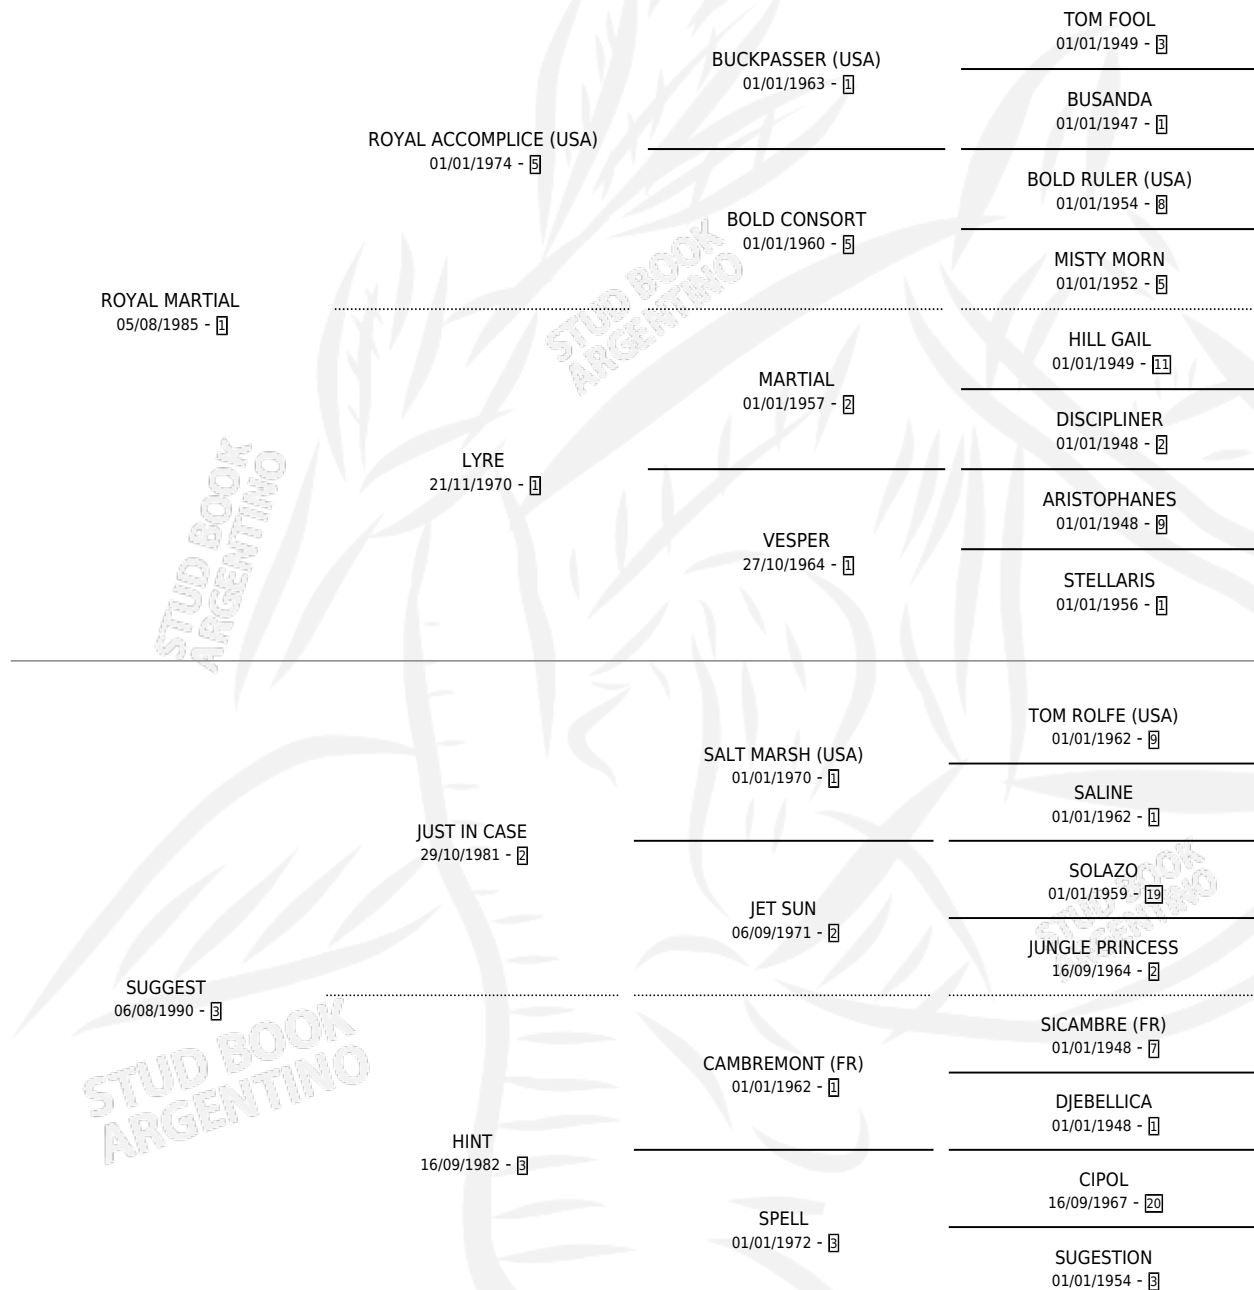 TOM FOOL
01/01/1949 - 3
BUCKPASSER (USA)
01/01/1963 - 1
BUSANDA
01/01/1947 - 1
ROYAL ACCOMPLICE (USA)
01/01/1974 - 5
BOLD RULER (USA)
01/01/1954 - 8
BOLD CONSORT
01/01/1960 - 5
MISTY MORN
01/01/1952 - 5
ROYAL MARTIAL
05/08/1985 - 1
HILL GAIL
01/01/1949 - 11
MARTIAL
01/01/1957 - 2
DISCIPLINER
01/01/1948 - 2
LYRE
21/11/1970 - 1
ARISTOPHANES
01/01/1948 - 9
VESPER
27/10/1964 - 1
STELLARIS
01/01/1956 - 1
TOM ROLFE (USA)
01/01/1962 - 9
SALT MARSH (USA)
01/01/1970 - 1
SALINE
01/01/1962 - 1
JUST IN CASE
29/10/1981 - 2
SOLAZO
01/01/1959 - 19
JET SUN
06/09/1971 - 2
JUNGLE PRINCESS
16/09/1964 - 2
SUGGEST
06/08/1990 - 3
SICAMBRE (FR)
01/01/1948 - 7
CAMBREMONT (FR)
01/01/1962 - 1
DJEBELLICA
01/01/1948 - 1
HINT
16/09/1982 - 3
CIPOL
16/09/1967 - 20
SPELL
01/01/1972 - 3
SUGESTION
01/01/1954 - 3
STUD BOOK
ARGENTINO
STUD BOOK
ARGENTINO
STUD BOOK
ARGENTINO
STUD BOOK
ARGENTINO